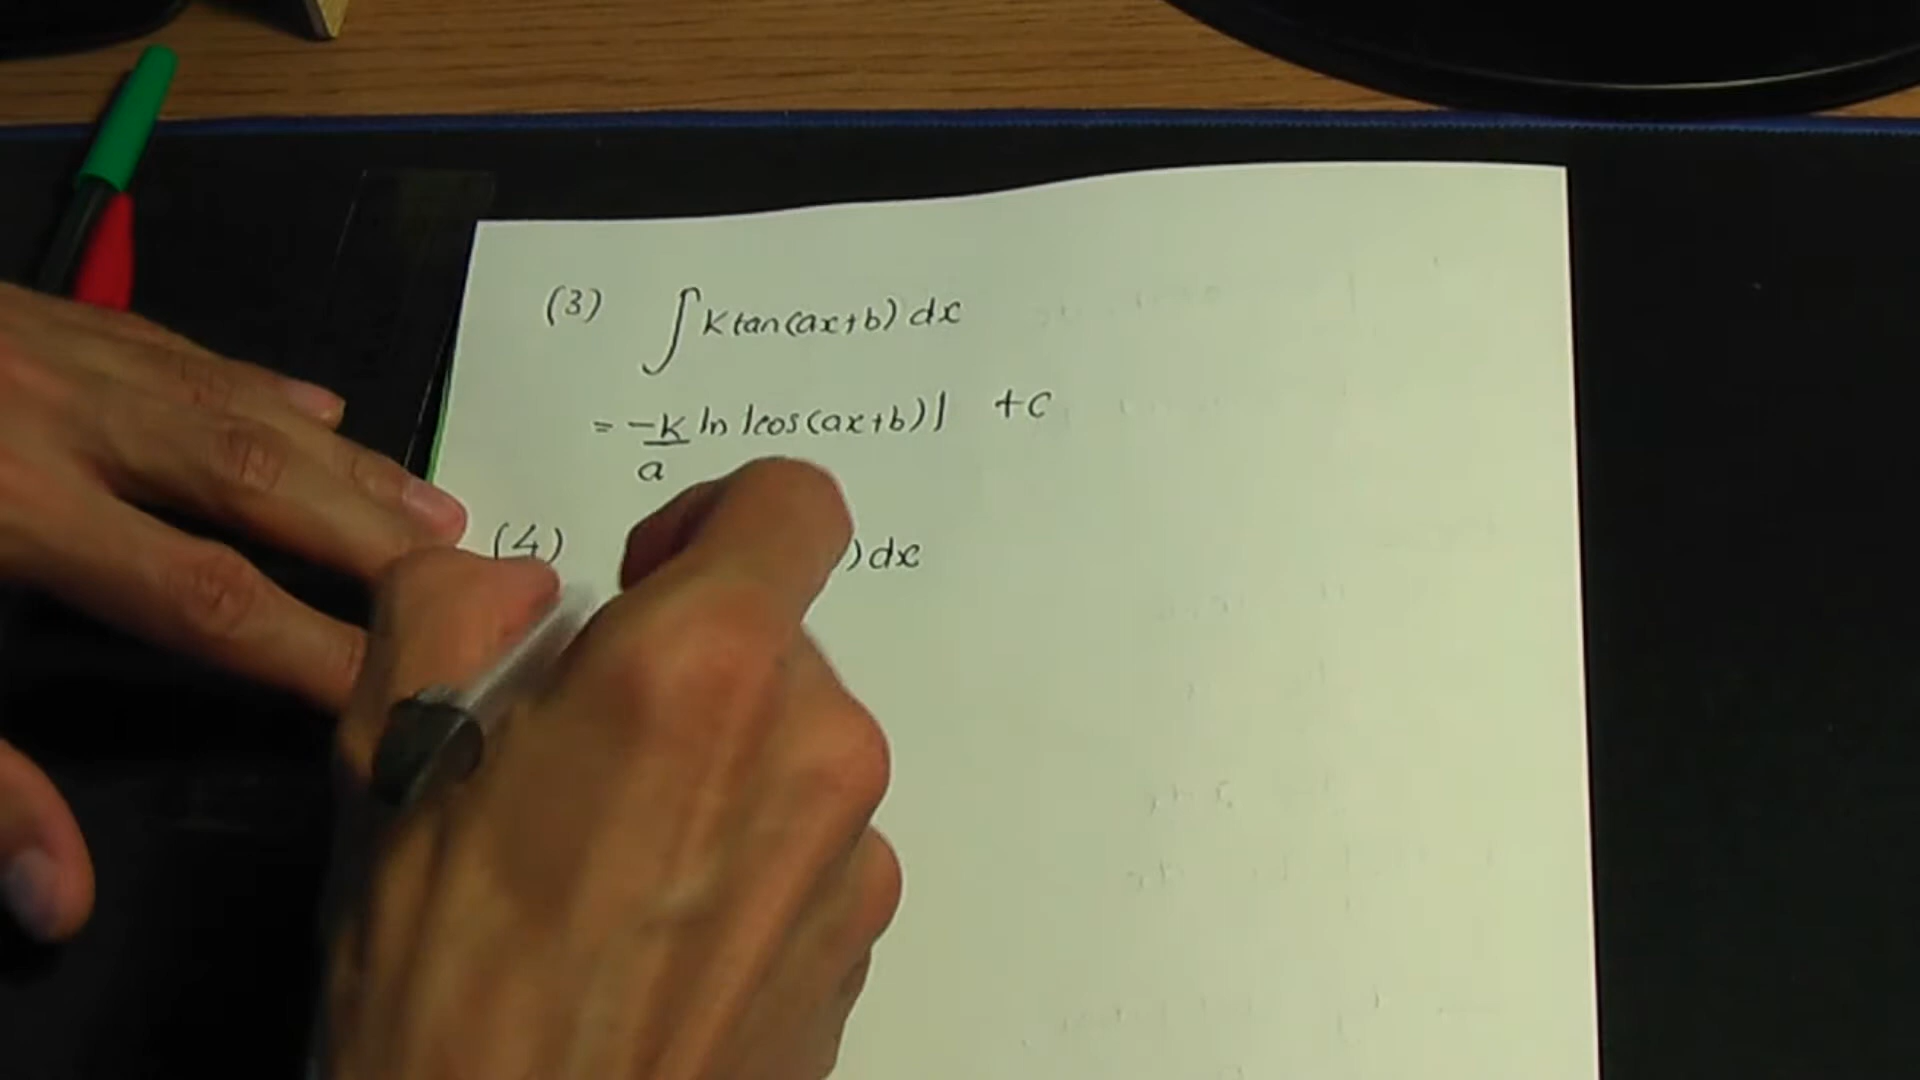 (3) ∫ K tan(ax+b) dx
= -K/a ln |cos(ax+b)| +c
(4) ) dx